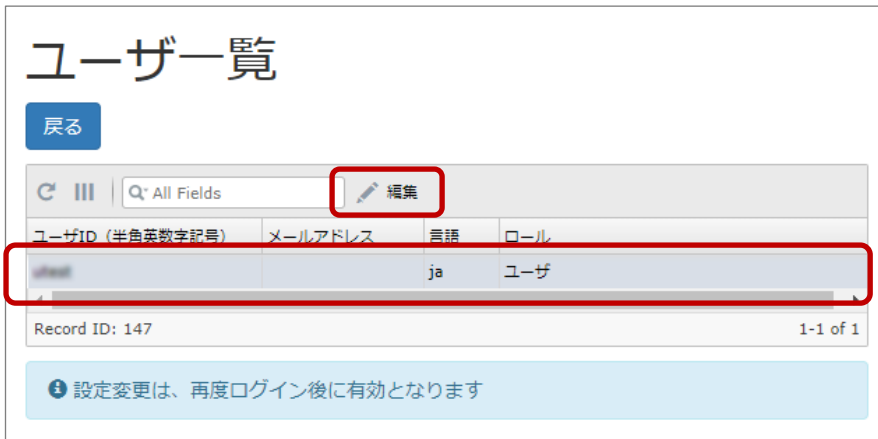 ユーザ一覧
戻る
All Fields 編集
ユーザID（半角英数字記号） メールアドレス 言語 ロール
ja ユーザ
Record ID: 147 1-1 of 1
設定変更は、再度ログイン後に有効となります